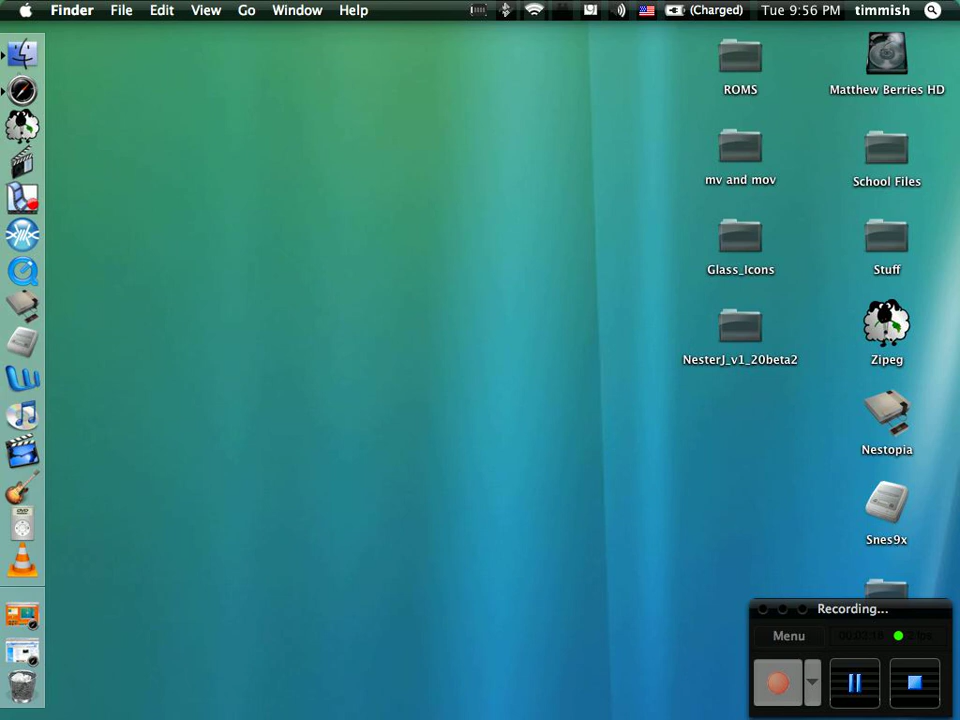 Finder File Edit View Go Window Help (Charged) Tue 9:56 PM timmish
ROMS
Matthew Berries HD
mv and mov
School Files
Glass_Icons
Stuff
NesterJ_v1_20beta2
Zipeg
Nestopia
Snes9x
Recording...
Menu